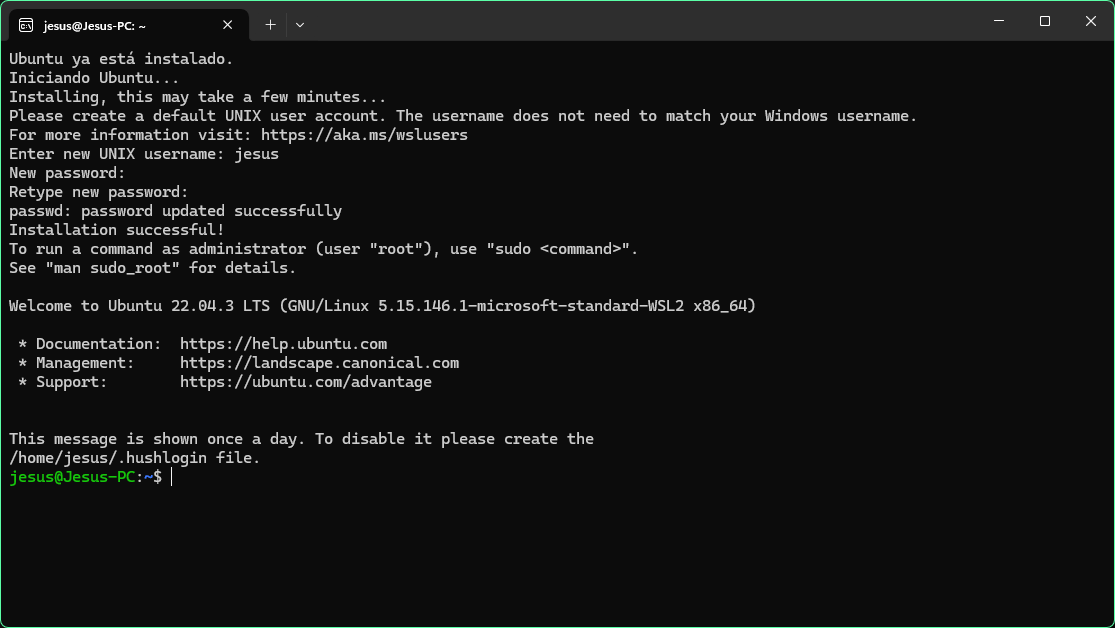 jesus@Jesus-PC: ~
Ubuntu ya está instalado.
Iniciando Ubuntu...
Installing, this may take a few minutes...
Please create a default UNIX user account. The username does not need to match your Windows username.
For more information visit: https://aka.ms/wslusers
Enter new UNIX username: jesus
New password:
Retype new password:
passwd: password updated successfully
Installation successful!
To run a command as administrator (user "root"), use "sudo <command>".
See "man sudo_root" for details.
Welcome to Ubuntu 22.04.3 LTS (GNU/Linux 5.15.146.1-microsoft-standard-WSL2 x86_64)
* Documentation:  https://help.ubuntu.com
* Management:     https://landscape.canonical.com
* Support:        https://ubuntu.com/advantage
This message is shown once a day. To disable it please create the
/home/jesus/.hushlogin file.
jesus@Jesus-PC:~$